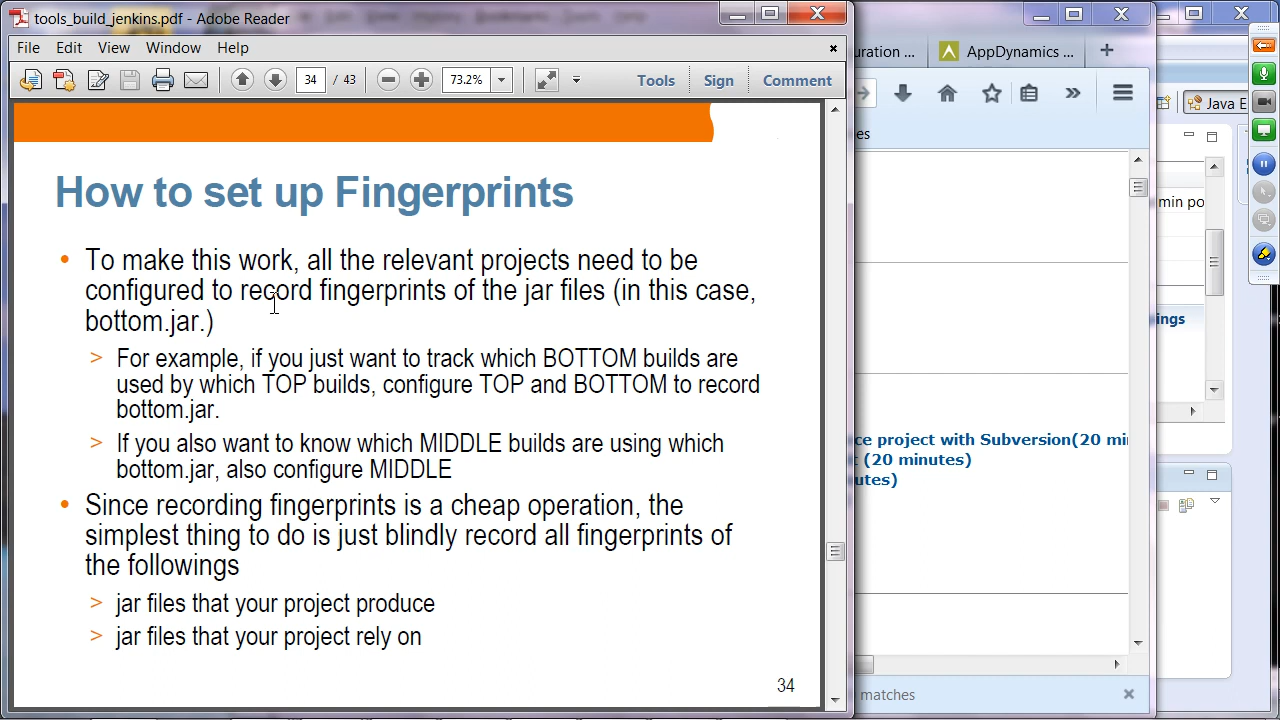 tools_build_jenkins.pdf - Adobe Reader
File Edit View Window Help
34 / 43 73.2% Tools Sign Comment
How to set up Fingerprints
• To make this work, all the relevant projects need to be
configured to record fingerprints of the jar files (in this case,
bottom.jar.)
> For example, if you just want to track which BOTTOM builds are
used by which TOP builds, configure TOP and BOTTOM to record
bottom.jar.
> If you also want to know which MIDDLE builds are using which
bottom.jar, also configure MIDDLE
• Since recording fingerprints is a cheap operation, the
simplest thing to do is just blindly record all fingerprints of
the followings
> jar files that your project produce
> jar files that your project rely on
34
uration ... AppDynamics ...
es
ce project with Subversion(20 mi
t (20 minutes)
utes)
matches
Java E
min po
ings